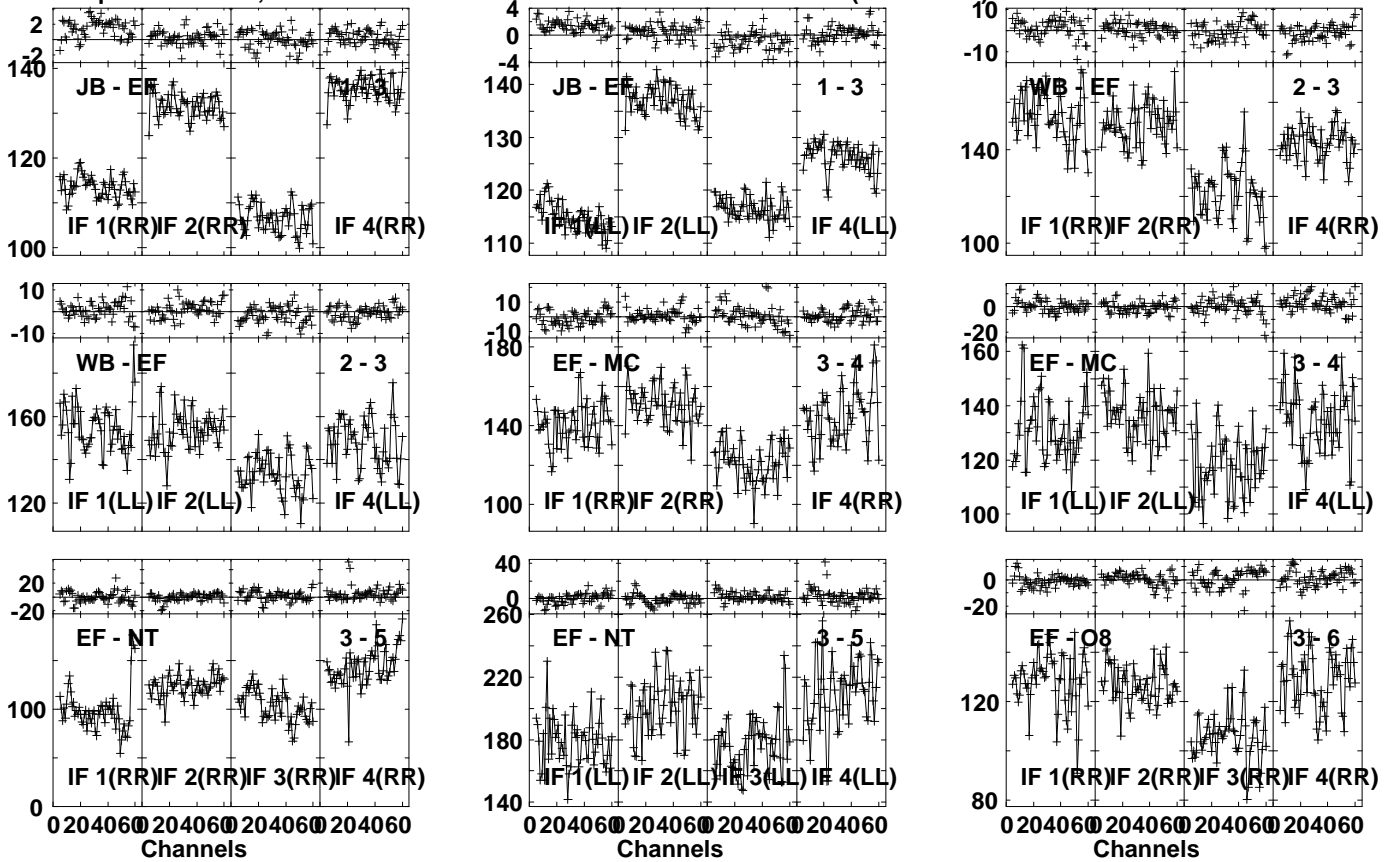 2
-2
140
120
100
JB - EF
1 - 3
IF 1(RR)
IF 2(RR)
IF 4(RR)
4
0
-4
140
130
120
110
JB - EF
1 - 3
IF 1(LL)
IF 2(LL)
IF 4(LL)
10
-10
140
100
WB - EF
2 - 3
IF 1(RR)
IF 2(RR)
IF 4(RR)
10
-10
160
120
WB - EF
2 - 3
IF 1(LL)
IF 2(LL)
IF 4(LL)
10
-10
180
140
100
EF - MC
3 - 4
IF 1(RR)
IF 2(RR)
IF 4(RR)
0
-20
160
140
120
100
EF - MC
3 - 4
IF 1(LL)
IF 2(LL)
IF 4(LL)
20
-20
100
0
EF - NT
3 - 5
IF 1(RR)
IF 2(RR)
IF 3(RR)
IF 4(RR)
0 20 40 60 0 20 40 60 0 20 40 60 0 20 40 60
Channels
40
0
260
220
180
140
EF - NT
3 - 5
IF 1(LL)
IF 2(LL)
IF 3(LL)
IF 4(LL)
0 20 40 60 0 20 40 60 0 20 40 60 0 20 40 60
Channels
0
-20
120
80
EF - O8
3 - 6
IF 1(RR)
IF 2(RR)
IF 3(RR)
IF 4(RR)
0 20 40 60 0 20 40 60 0 20 40 60 0 20 40 60
Channels